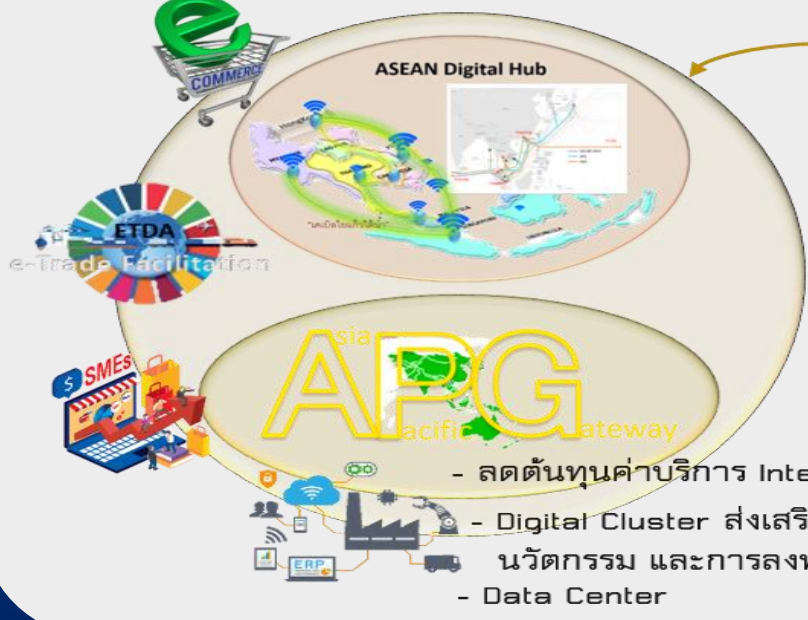 e
COMMERCE
ASEAN Digital Hub
ETDA
e-Trade Facilitation
SMEs
Asia
APG
Pacific Gateway
- ลดต้นทุนค่าบริการ Inte
- Digital Cluster ส่งเสริ
นวัตกรรม และการลงท
ERP
- Data Center